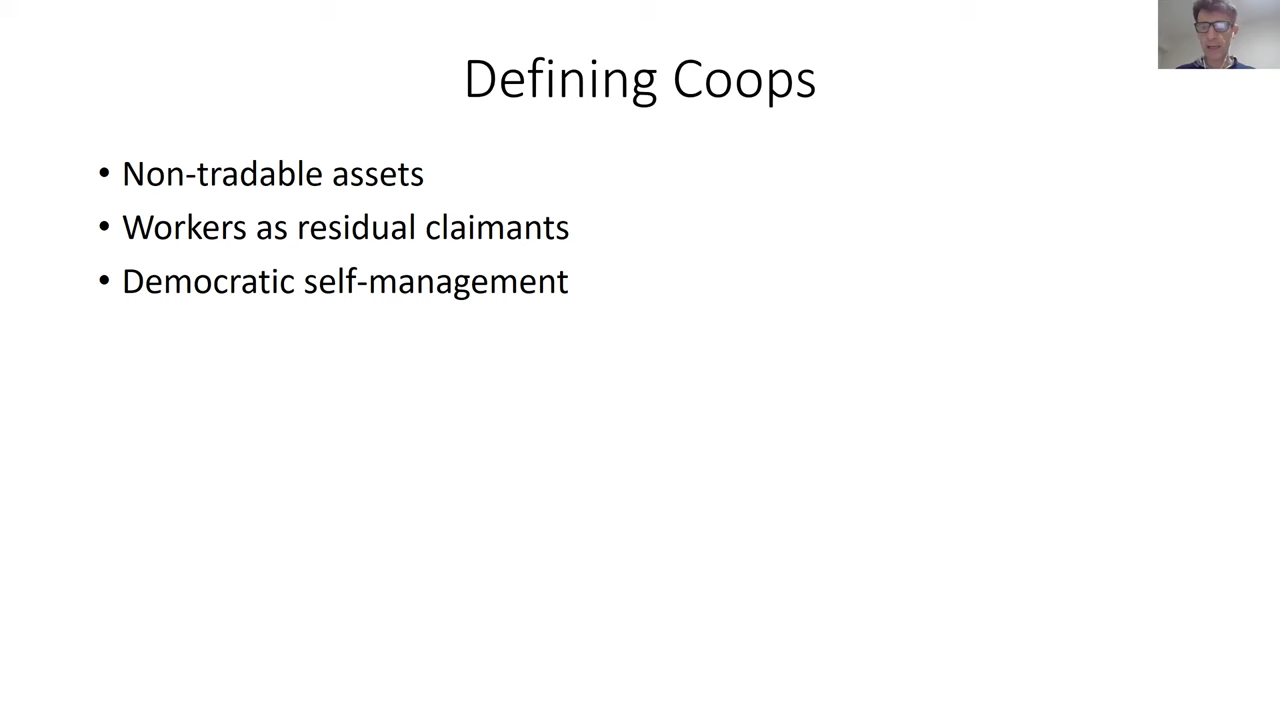 Defining Coops
• Non-tradable assets
• Workers as residual claimants
• Democratic self-management